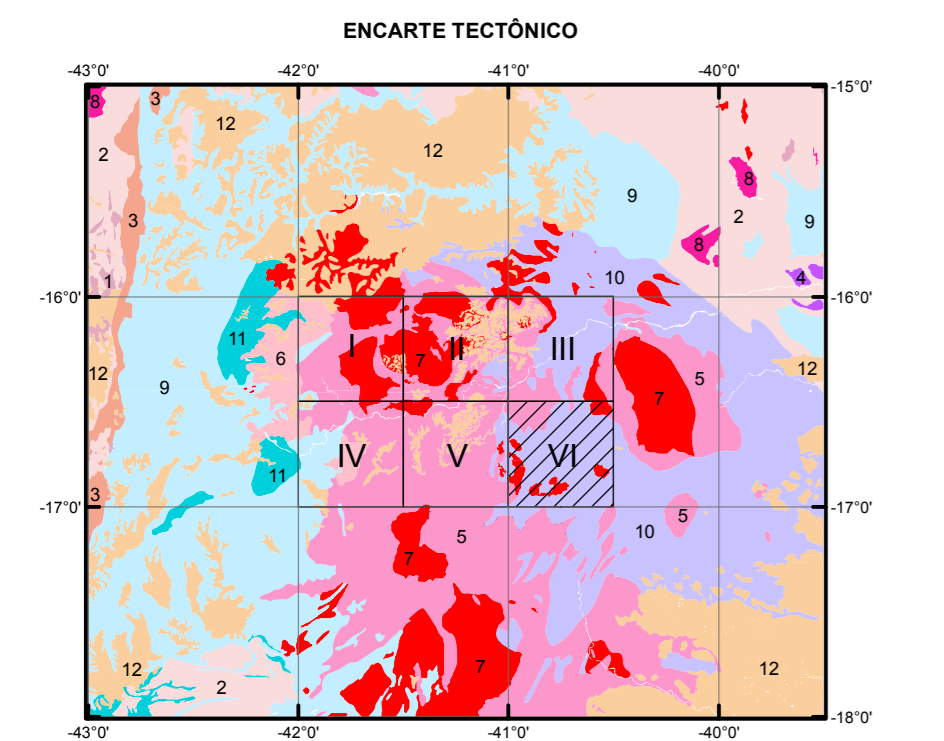 ENCARTE TECTÔNICO
-43°0' -42°0' -41°0' -40°0'
-15°0'
8 3 12 12
2 8
9 2 9
3
8
1 10 4
-16°0' -16°0'
11 I II III
6 7 5 12
12 9 7
IV V VI
11
3
-17°0' -17°0'
5
5 10
7
7 12
12 2
-18°0'
-43°0' -42°0' -41°0' -40°0'